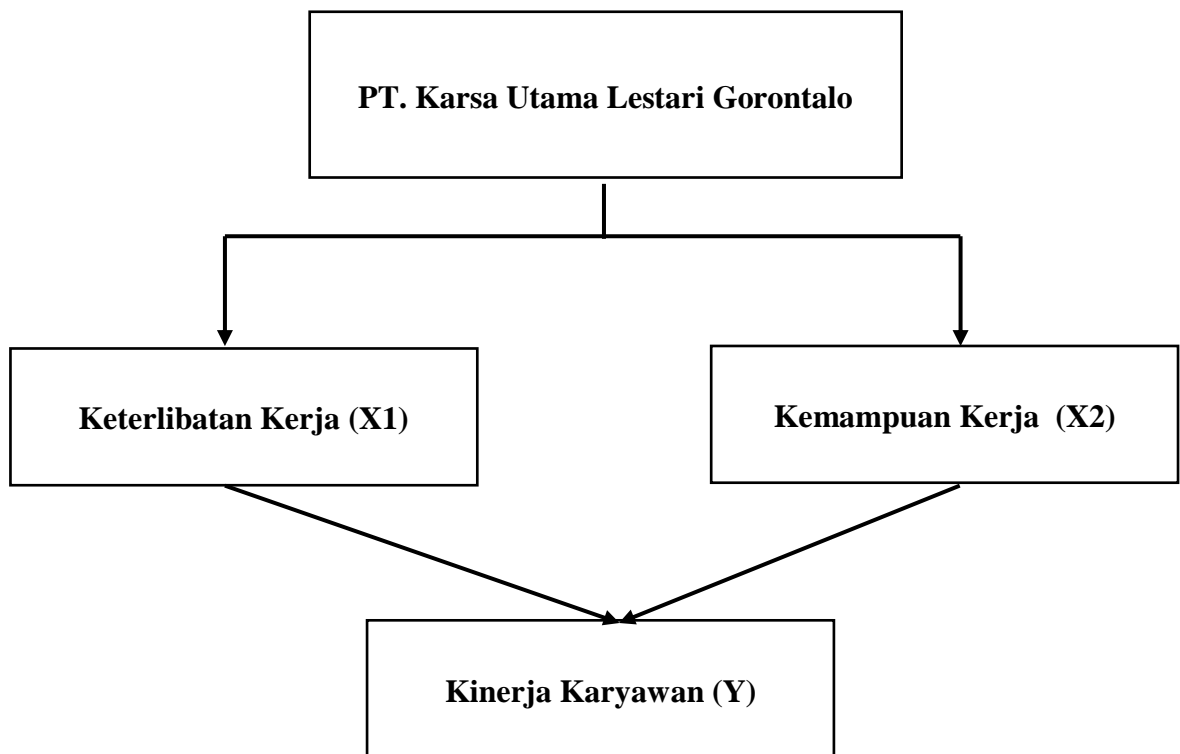 PT. Karsa Utama Lestari Gorontalo
Keterlibatan Kerja (X1)
Kemampuan Kerja  (X2)
Kinerja Karyawan (Y)